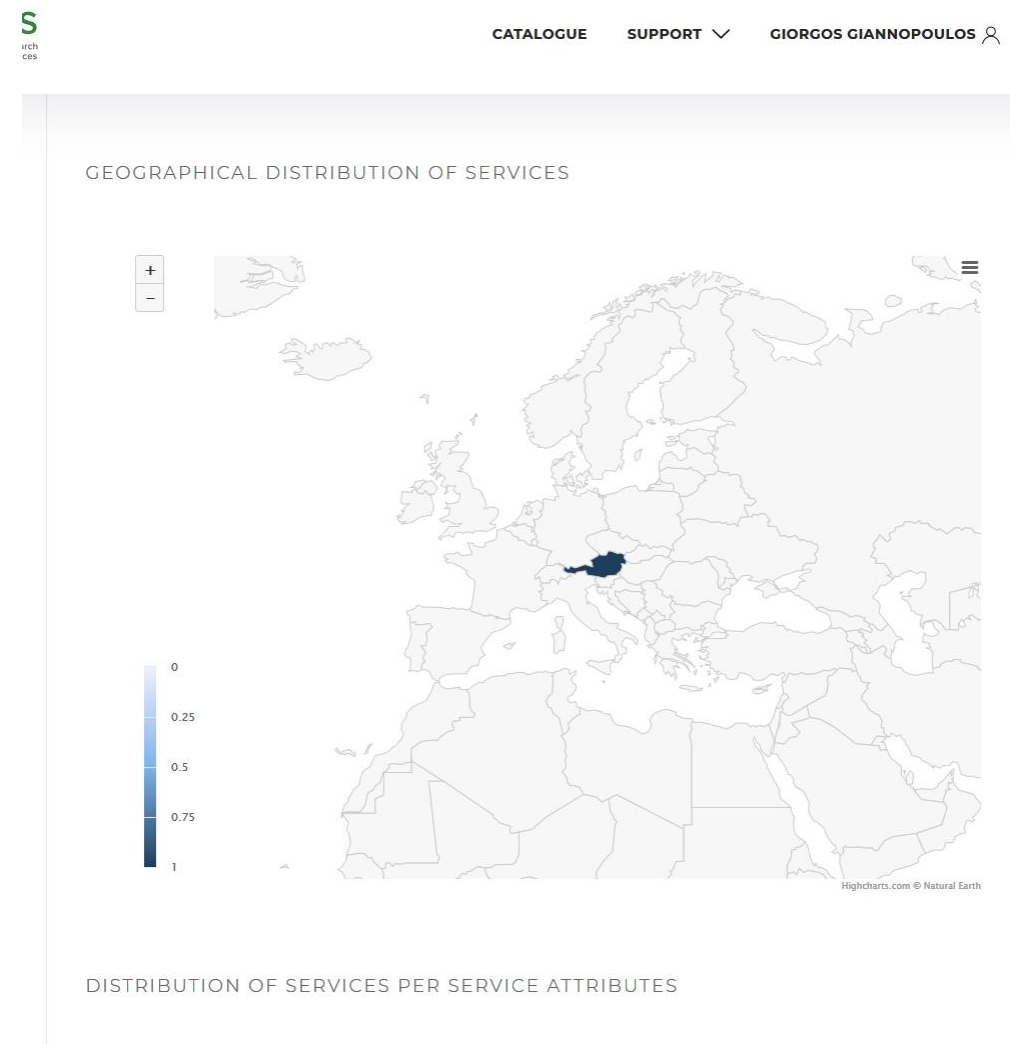 S
CATALOGUE SUPPORT GIORGOS GIANNOPOULOS
rch
ces
GEOGRAPHICAL DISTRIBUTION OF SERVICES
+
−
0
0.25
0.5
0.75
1
Highcharts.com © Natural Earth
DISTRIBUTION OF SERVICES PER SERVICE ATTRIBUTES